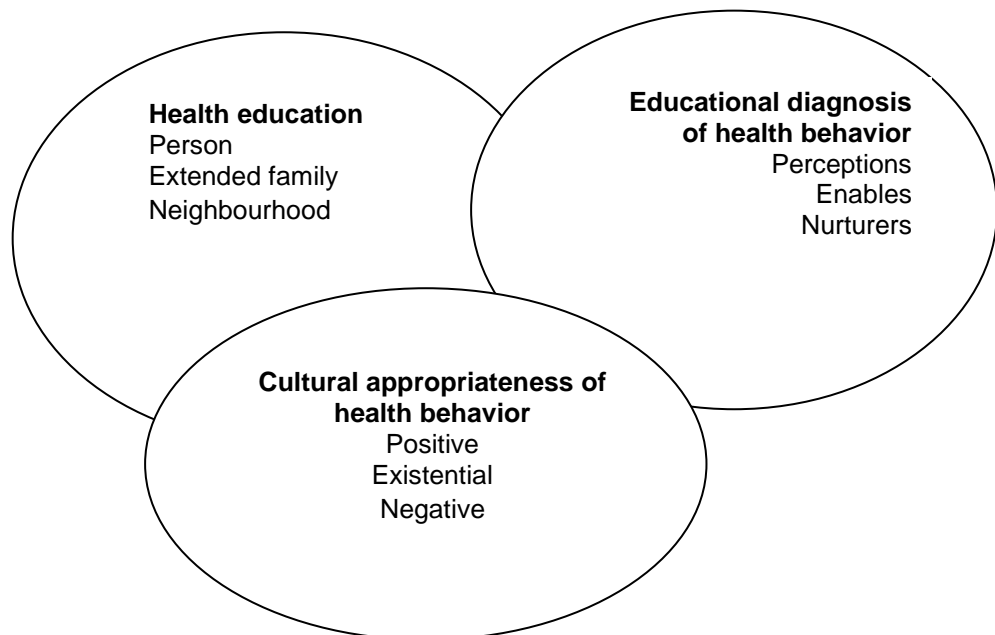 Health education
Person
Extended family
Neighbourhood
Educational diagnosis
of health behavior
Perceptions
Enables
Nurturers
Cultural appropriateness of
health behavior
Positive
Existential
Negative